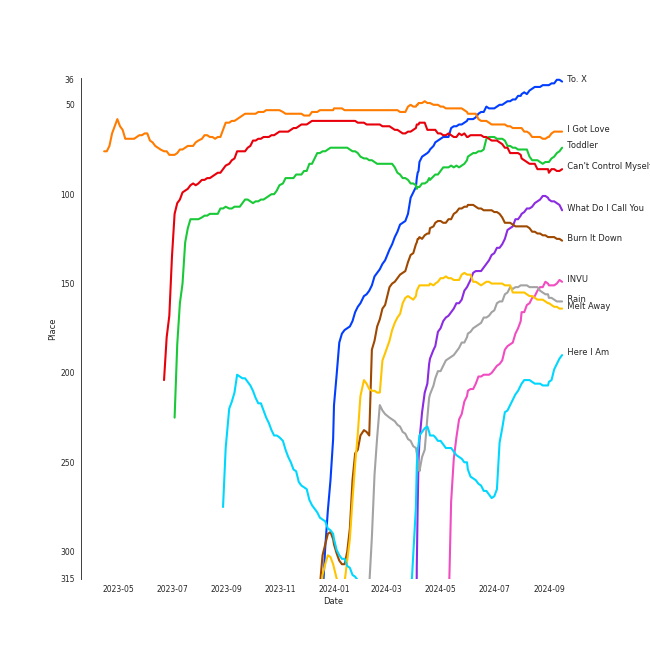 36
50
100
150
200
250
300
315
Place
2023-05
2023-07
2023-09
2023-11
2024-01
2024-03
2024-05
2024-07
2024-09
Date
To. X
I Got Love
Toddler
Can't Control Mysel
What Do I Call You
Burn It Down
INVU
Rain
Melt Away
Here I Am